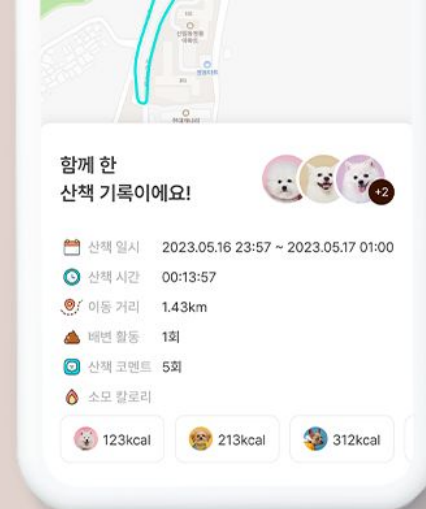 함께 한
산책 기록이에요!
+2
산책 일시 2023.05.16 23:57 ~ 2023.05.17 01:00
산책 시간 00:13:57
이동 거리 1.43km
배변 활동 1회
산책 코멘트 5회
소모 칼로리
123kcal 213kcal 312kcal